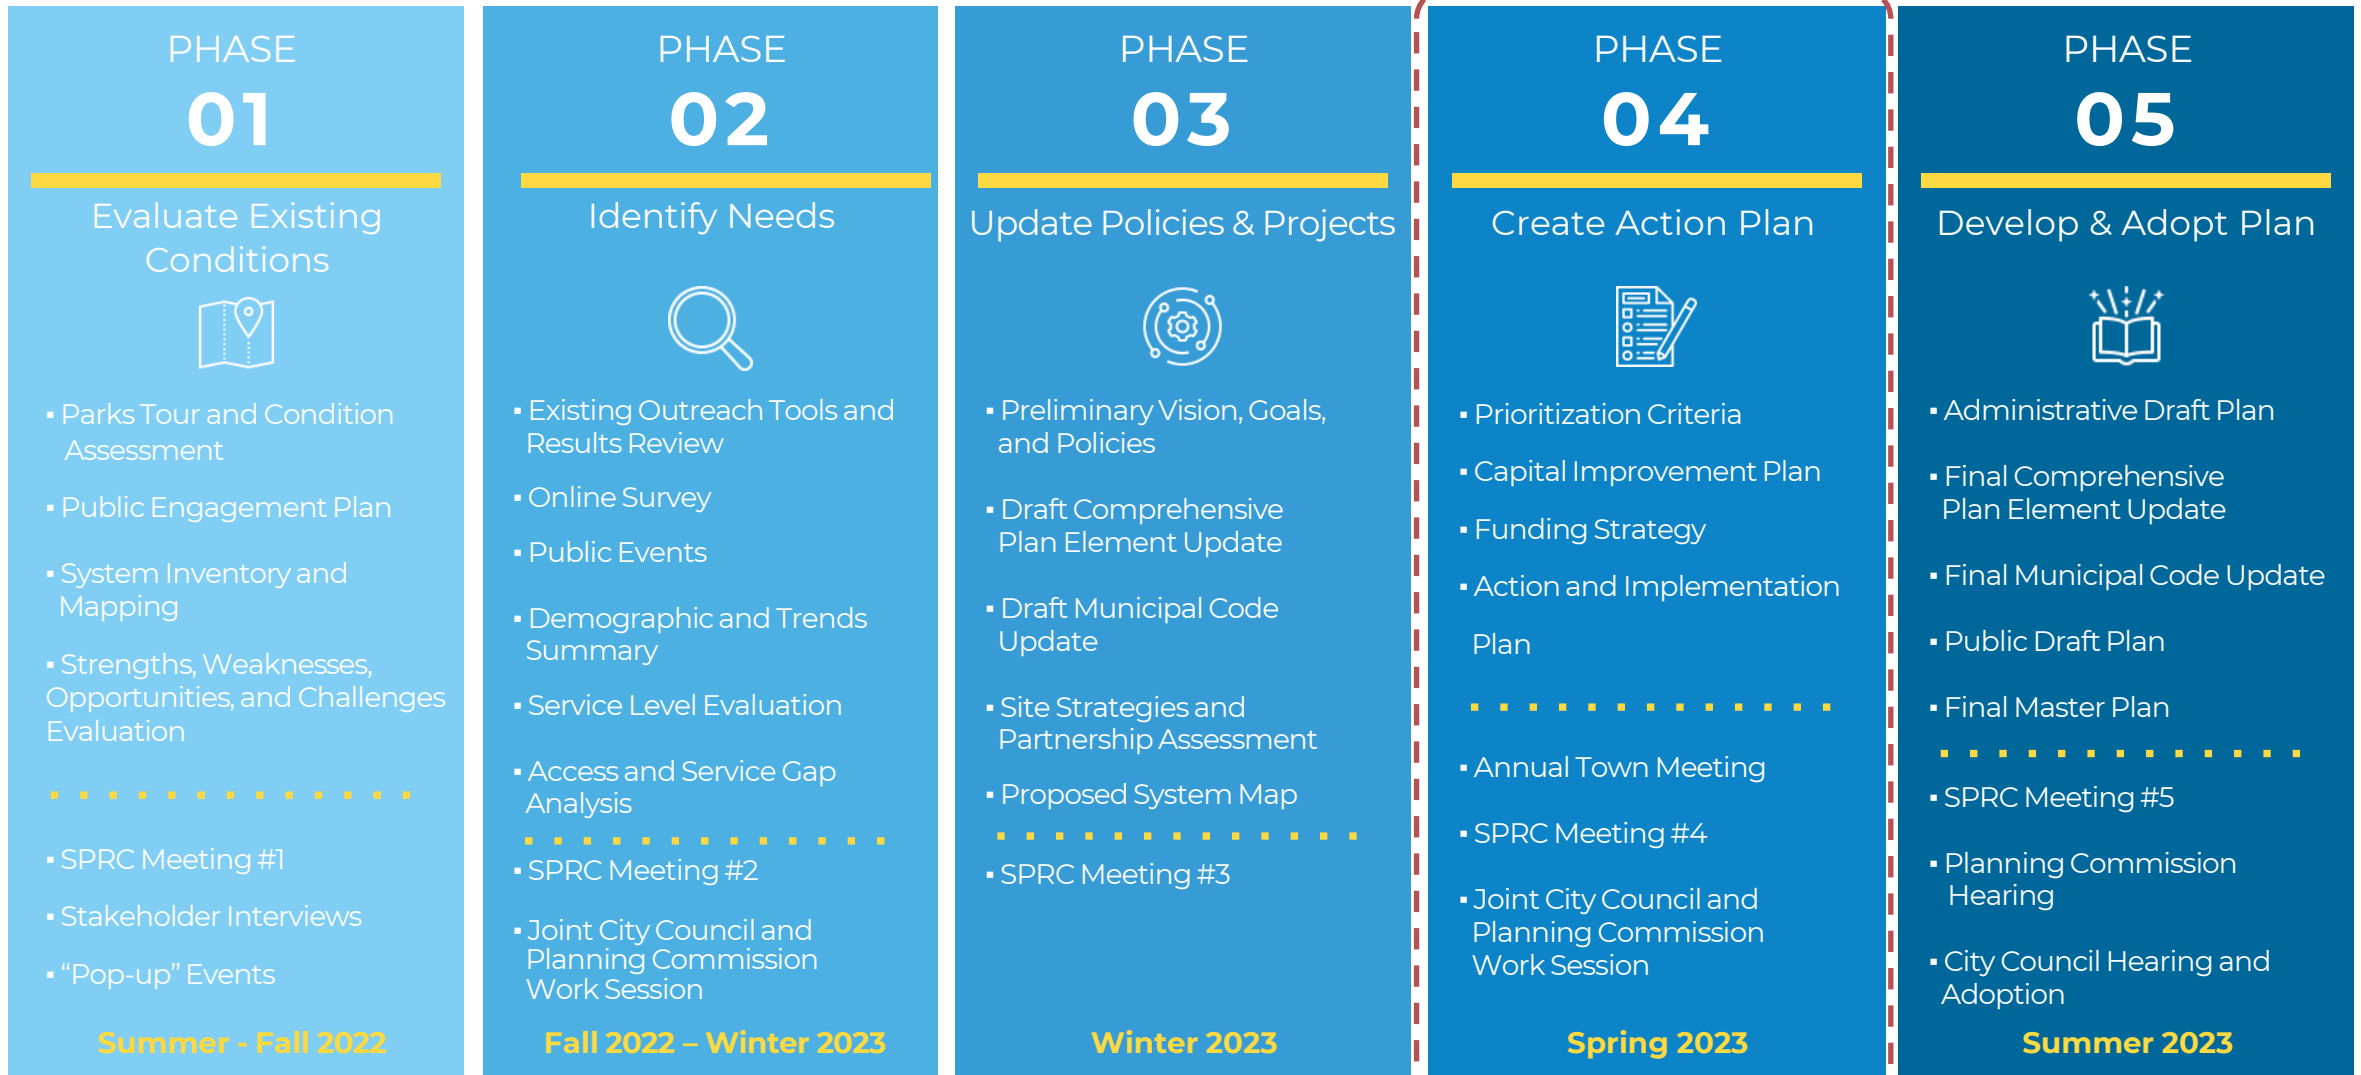 PHASE
01
Evaluate Existing
Conditions
▪ Parks Tour and Condition
Assessment
▪ Public Engagement Plan
▪ System Inventory and
Mapping
▪ Strengths, Weaknesses,
Opportunities, and Challenges
Evaluation
▪ SPRC Meeting #1
▪ Stakeholder Interviews
▪ “Pop-up” Events
Summer - Fall 2022
PHASE
02
Identify Needs
▪ Existing Outreach Tools and
Results Review
▪ Online Survey
▪ Public Events
▪ Demographic and Trends
Summary
▪ Service Level Evaluation
▪ Access and Service Gap
Analysis
▪ SPRC Meeting #2
▪ Joint City Council and
Planning Commission
Work Session
Fall 2022 – Winter 2023
PHASE
03
Update Policies & Projects
▪ Preliminary Vision, Goals,
and Policies
▪ Draft Comprehensive
Plan Element Update
▪ Draft Municipal Code
Update
▪ Site Strategies and
Partnership Assessment
▪ Proposed System Map
▪ SPRC Meeting #3
Winter 2023
PHASE
04
Create Action Plan
▪ Prioritization Criteria
▪ Capital Improvement Plan
▪ Funding Strategy
▪ Action and Implementation
Plan
▪ Annual Town Meeting
▪ SPRC Meeting #4
▪ Joint City Council and
Planning Commission
Work Session
Spring 2023
PHASE
05
Develop & Adopt Plan
▪ Administrative Draft Plan
▪ Final Comprehensive
Plan Element Update
▪ Final Municipal Code Update
▪ Public Draft Plan
▪ Final Master Plan
▪ SPRC Meeting #5
▪ Planning Commission
Hearing
▪ City Council Hearing and
Adoption
Summer 2023